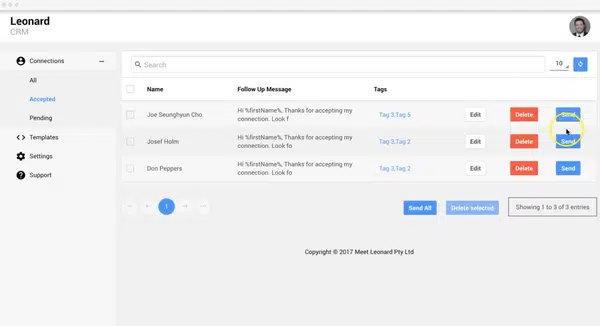 Leonard
CRM
Connections
All
Accepted
Pending
Templates
Settings
Support
Search
10
Name Follow Up Message Tags
Joe Seunghyun Cho Hi %firstName%, Thanks for accepting my Tag 3,Tag 5 Edit Delete Send
connection. Look f
Josef Holm Hi %firstName%, Thanks for accepting my Tag 3,Tag 2 Edit Delete Send
connection. Look fo
Don Peppers Hi %firstName%, Thanks for accepting my Tag 3,Tag 2 Edit Delete Send
connection. Look fo
1
Send All Delete selected Showing 1 to 3 of 3 entries
Copyright © 2017 Meet Leonard Pty Ltd